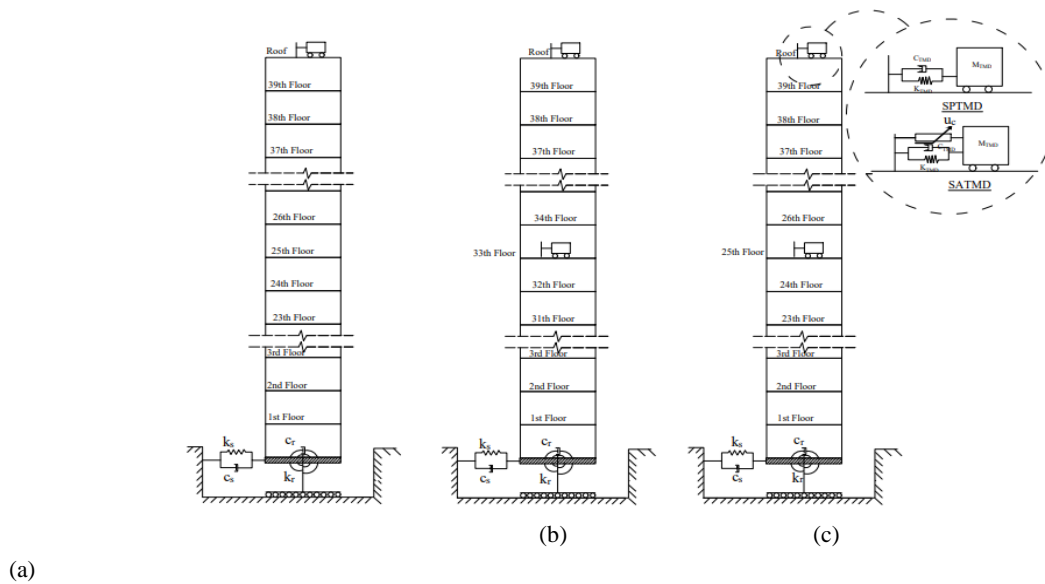 Roof
39th Floor
38th Floor
37th Floor
26th Floor
25th Floor
24th Floor
23th Floor
3rd Floor
2nd Floor
1st Floor
ks
cs
cr
kr
Roof
39th Floor
38th Floor
37th Floor
34th Floor
33th Floor
32th Floor
31th Floor
3rd Floor
2nd Floor
1st Floor
ks
cs
cr
kr
Roof
39th Floor
38th Floor
37th Floor
26th Floor
25th Floor
24th Floor
23th Floor
3rd Floor
2nd Floor
1st Floor
ks
cs
cr
kr
CTMD
KTMD
MTMD
SPTMD
uc
CTMD
KTMD
MTMD
SATMD
(b)
(c)
(a)